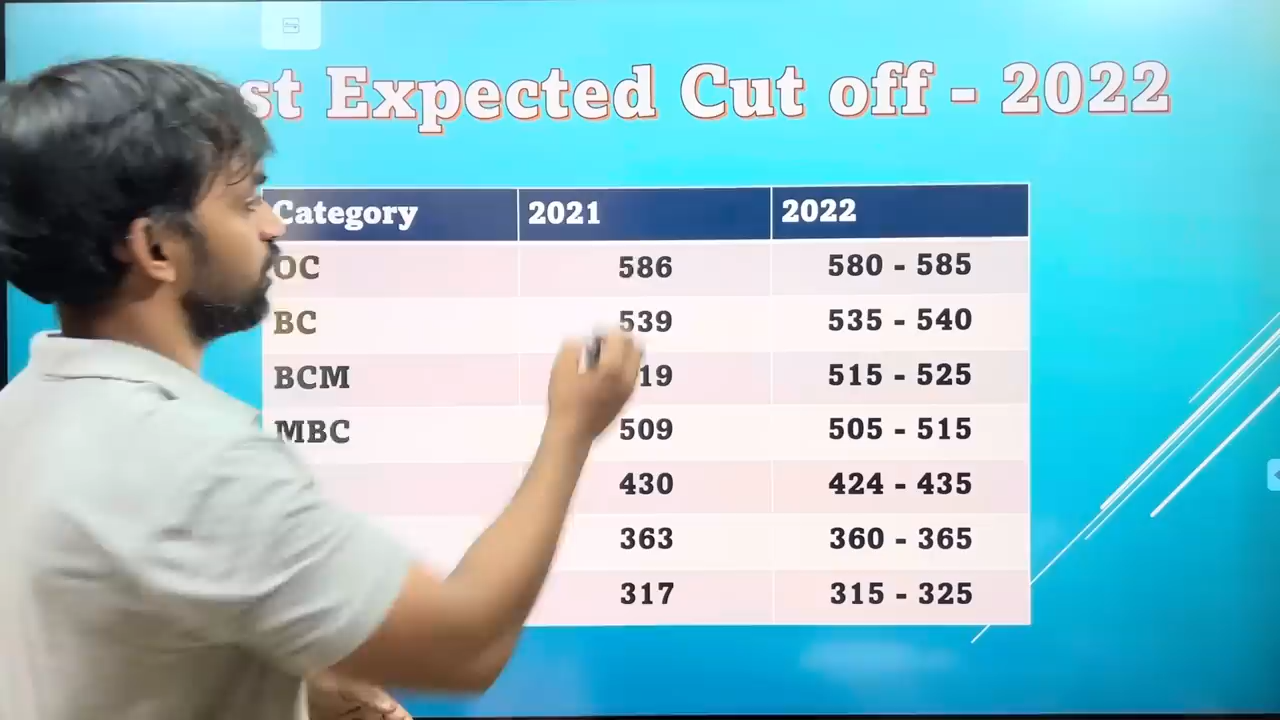 st Expected Cut off - 2022
Category 2021 2022
OC 586 580 - 585
BC 539 535 - 540
BCM 19 515 - 525
MBC 509 505 - 515
430 424 - 435
363 360 - 365
317 315 - 325